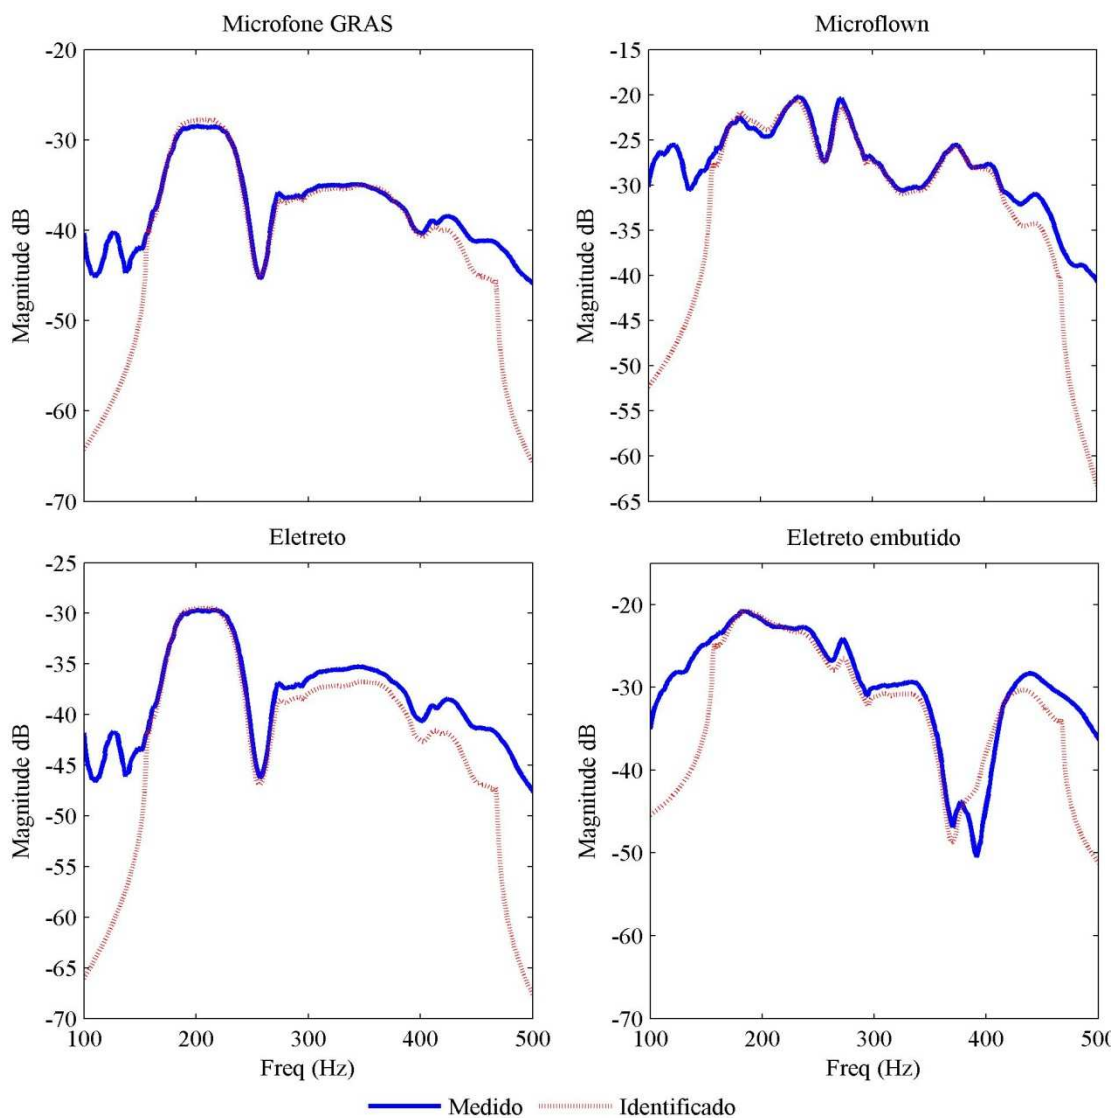 Microfone GRAS
-20
-30
-40
-50
-60
-70
Magnitude dB
Microflown
-15
-20
-25
-30
-35
-40
-45
-50
-55
-60
-65
Magnitude dB
Eletreto
-25
-30
-35
-40
-45
-50
-55
-60
-65
-70
Magnitude dB
100 200 300 400 500
Freq (Hz)
Eletreto embutido
-20
-30
-40
-50
-60
-70
Magnitude dB
100 200 300 400 500
Freq (Hz)
Medido Identificado